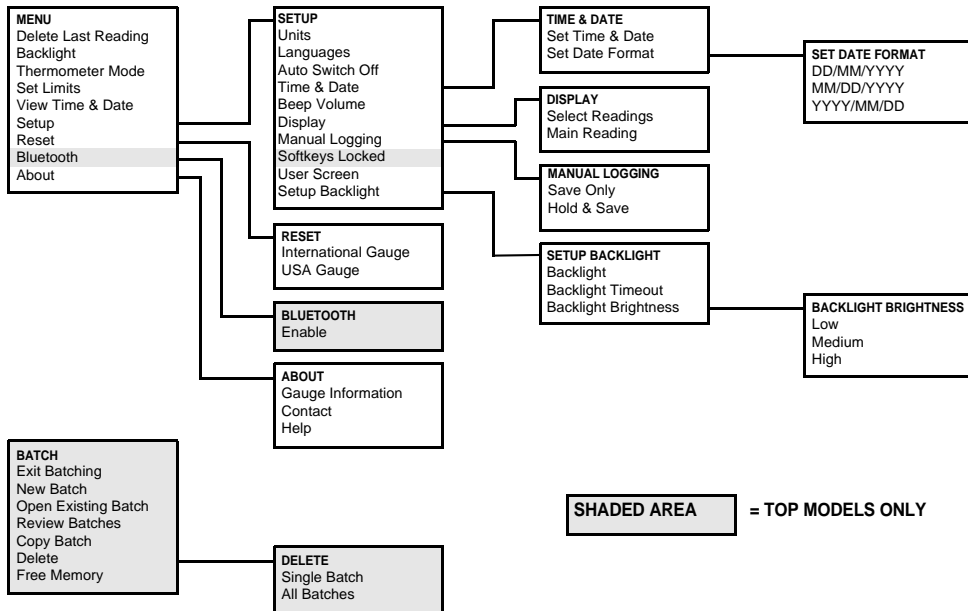 MENU
Delete Last Reading
Backlight
Thermometer Mode
Set Limits
View Time & Date
Setup
Reset
Bluetooth
About
SETUP
Units
Languages
Auto Switch Off
Time & Date
Beep Volume
Display
Manual Logging
Softkeys Locked
User Screen
Setup Backlight
TIME & DATE
Set Time & Date
Set Date Format
SET DATE FORMAT
DD/MM/YYYY
MM/DD/YYYY
YYYY/MM/DD
DISPLAY
Select Readings
Main Reading
MANUAL LOGGING
Save Only
Hold & Save
SETUP BACKLIGHT
Backlight
Backlight Timeout
Backlight Brightness
BACKLIGHT BRIGHTNESS
Low
Medium
High
RESET
International Gauge
USA Gauge
BLUETOOTH
Enable
ABOUT
Gauge Information
Contact
Help
BATCH
Exit Batching
New Batch
Open Existing Batch
Review Batches
Copy Batch
Delete
Free Memory
DELETE
Single Batch
All Batches
SHADED AREA = TOP MODELS ONLY